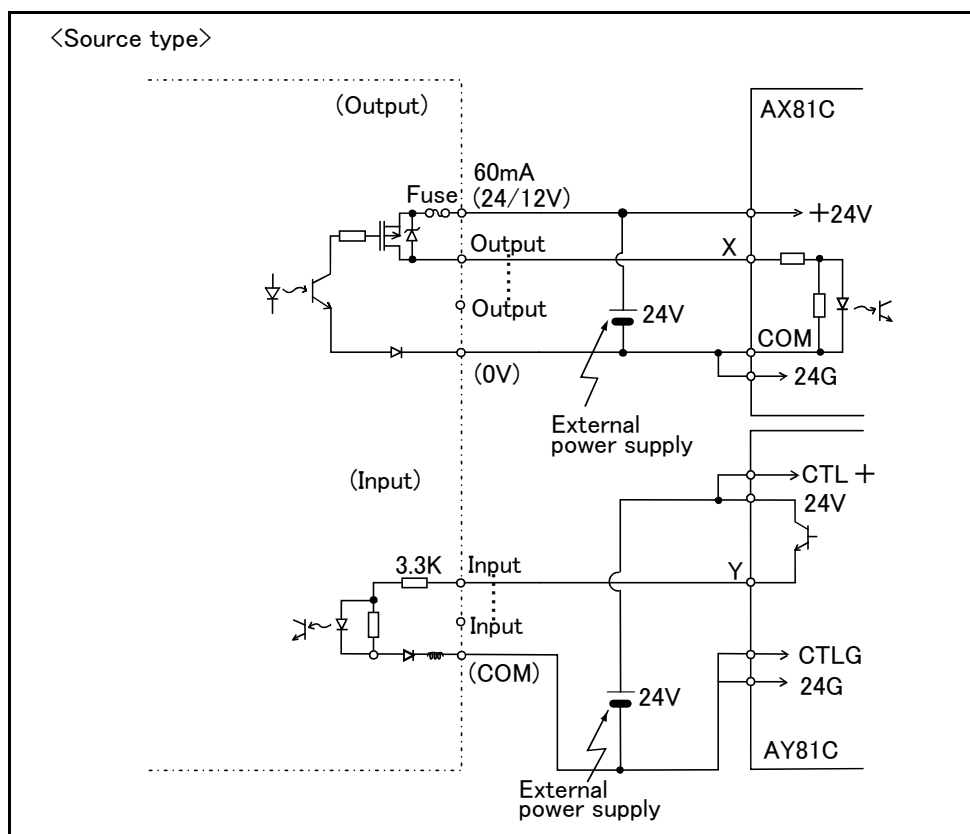 <Source type>
(Output)
AX81C
60mA
Fuse
(24/12V)
+24V
Output
X
Output
24V
COM
(0V)
24G
External
power supply
(Input)
CTL+
24V
3.3K
Input
Y
Input
(COM)
CTLG
24G
24V
AY81C
External
power supply